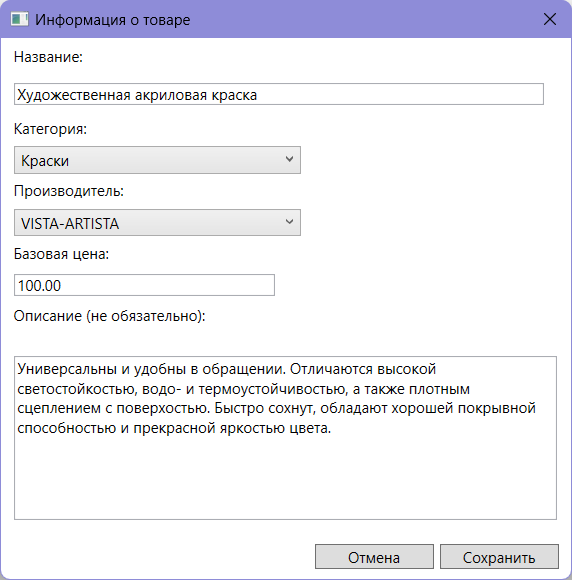 Информация о товаре
Название:
Художественная акриловая краска
Категория:
Краски
Производитель:
VISTA-ARTISTA
Базовая цена:
100.00
Описание (не обязательно):
Универсальны и удобны в обращении. Отличаются высокой
светостойкостью, водо- и термоустойчивостью, а также плотным
сцеплением с поверхостью. Быстро сохнут, обладают хорошей покрывной
способностью и прекрасной яркостью цвета.
Отмена
Сохранить